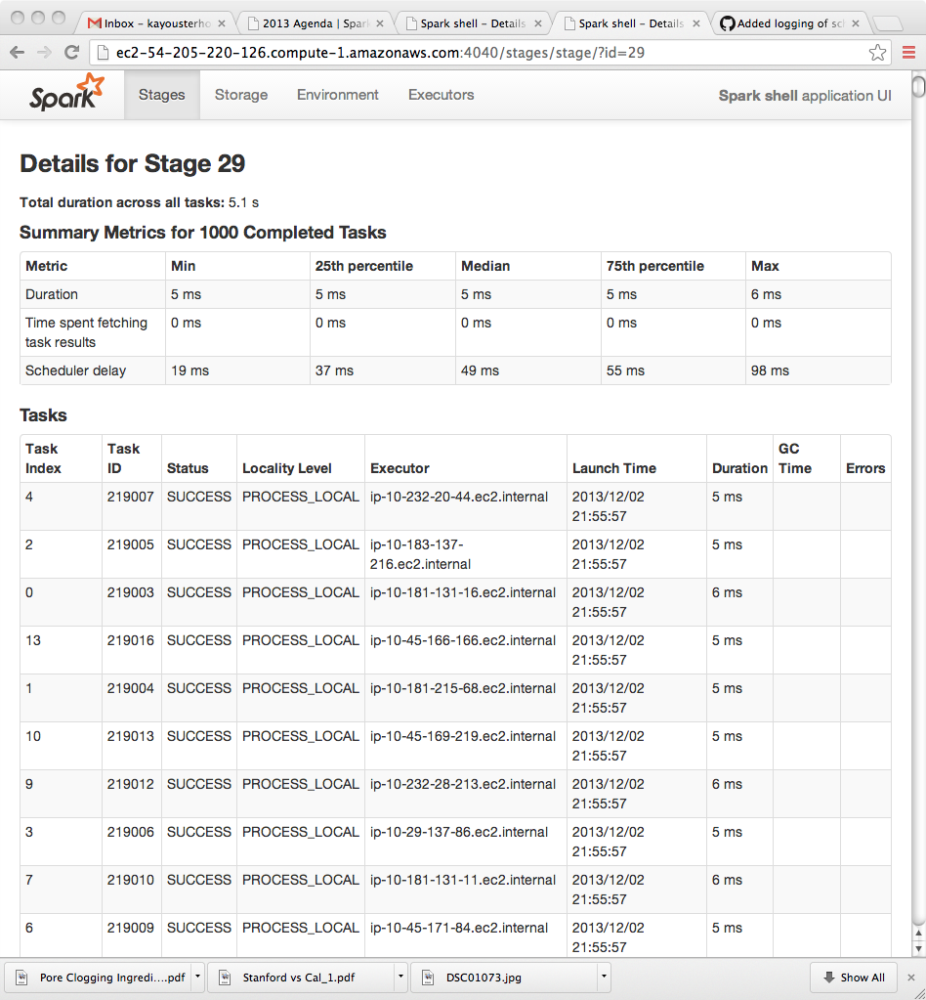 Inbox – kayousterho
2013 Agenda | Spark
Spark shell – Details
Spark shell – Details
Added logging of sch
ec2-54-205-220-126.compute-1.amazonaws.com:4040/stages/stage/?id=29
Spark
Stages
Storage
Environment
Executors
Spark shell application UI
Details for Stage 29
Total duration across all tasks: 5.1 s
Summary Metrics for 1000 Completed Tasks
Metric Min 25th percentile Median 75th percentile Max
Duration 5 ms 5 ms 5 ms 5 ms 6 ms
Time spent fetching 0 ms 0 ms 0 ms 0 ms 0 ms
task results
Scheduler delay 19 ms 37 ms 49 ms 55 ms 98 ms
Tasks
Task Task GC
Index ID Status Locality Level Executor Launch Time Duration Time Errors
4 219007 SUCCESS PROCESS_LOCAL ip-10-232-20-44.ec2.internal 2013/12/02 5 ms
21:55:57
2 219005 SUCCESS PROCESS_LOCAL ip-10-183-137- 2013/12/02 5 ms
216.ec2.internal 21:55:57
0 219003 SUCCESS PROCESS_LOCAL ip-10-181-131-16.ec2.internal 2013/12/02 6 ms
21:55:57
13 219016 SUCCESS PROCESS_LOCAL ip-10-45-166-166.ec2.internal 2013/12/02 5 ms
21:55:57
1 219004 SUCCESS PROCESS_LOCAL ip-10-181-215-68.ec2.internal 2013/12/02 5 ms
21:55:57
10 219013 SUCCESS PROCESS_LOCAL ip-10-45-169-219.ec2.internal 2013/12/02 5 ms
21:55:57
9 219012 SUCCESS PROCESS_LOCAL ip-10-232-28-213.ec2.internal 2013/12/02 6 ms
21:55:57
3 219006 SUCCESS PROCESS_LOCAL ip-10-29-137-86.ec2.internal 2013/12/02 5 ms
21:55:57
7 219010 SUCCESS PROCESS_LOCAL ip-10-181-131-11.ec2.internal 2013/12/02 6 ms
21:55:57
6 219009 SUCCESS PROCESS_LOCAL ip-10-45-171-84.ec2.internal 2013/12/02 5 ms
21:55:57
Pore Clogging Ingredi....pdf
Stanford vs Cal_1.pdf
DSC01073.jpg
Show All